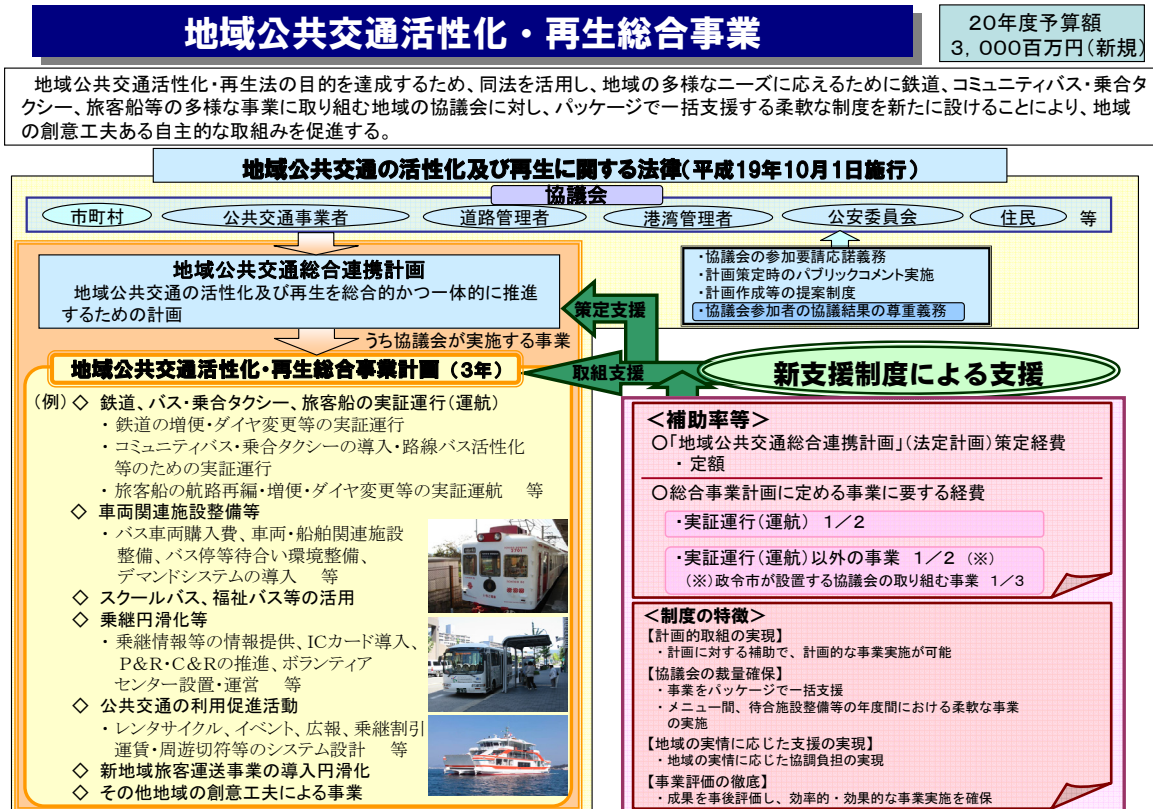 地域公共交通活性化・再生総合事業
20年度予算額
3,000百万円(新規)
地域公共交通活性化・再生法の目的を達成するため、同法を活用し、地域の多様なニーズに応えるために鉄道、コミュニティバス・乗合タ
クシー、旅客船等の多様な事業に取り組む地域の協議会に対し、パッケージで一括支援する柔軟な制度を新たに設けることにより、地域
の創意工夫ある自主的な取組みを促進する。
地域公共交通の活性化及び再生に関する法律(平成19年10月1日施行)
協議会
市町村 公共交通事業者 道路管理者 港湾管理者 公安委員会 住民 等
地域公共交通総合連携計画
地域公共交通の活性化及び再生を総合的かつ一体的に推進
するための計画
・協議会の参加要請応諾義務
・計画策定時のパブリックコメント実施
・計画作成等の提案制度
・協議会参加者の協議結果の尊重義務
策定支援
うち協議会が実施する事業
地域公共交通活性化・再生総合事業計画(3年)
取組支援
新支援制度による支援
(例)◇ 鉄道、バス・乗合タクシー、旅客船の実証運行(運航)
・鉄道の増便・ダイヤ変更等の実証運行
・コミュニティバス・乗合タクシーの導入・路線バス活性化
等のための実証運行
・旅客船の航路再編・増便・ダイヤ変更等の実証運航 等
◇ 車両関連施設整備等
・バス車両購入費、車両・船舶関連施設
整備、バス停等待合い環境整備、
デマンドシステムの導入 等
◇ スクールバス、福祉バス等の活用
◇ 乗継円滑化等
・乗継情報等の情報提供、ICカード導入、
P&R・C&Rの推進、ボランティア
センター設置・運営 等
◇ 公共交通の利用促進活動
・レンタサイクル、イベント、広報、乗継割引
運賃・周遊切符等のシステム設計 等
◇ 新地域旅客運送事業の導入円滑化
◇ その他地域の創意工夫による事業
<補助率等>
○「地域公共交通総合連携計画」(法定計画)策定経費
・定額
○総合事業計画に定める事業に要する経費
・実証運行(運航) 1/2
・実証運行(運航)以外の事業 1/2 (※)
(※)政令市が設置する協議会の取り組む事業 1/3
<制度の特徴>
【計画的取組の実現】
・計画に対する補助で、計画的な事業実施が可能
【協議会の裁量確保】
・事業をパッケージで一括支援
・メニュー間、待合施設整備等の年度間における柔軟な事業
の実施
【地域の実情に応じた支援の実現】
・地域の実情に応じた協調負担の実現
【事業評価の徹底】
・成果を事後評価し、効率的・効果的な事業実施を確保